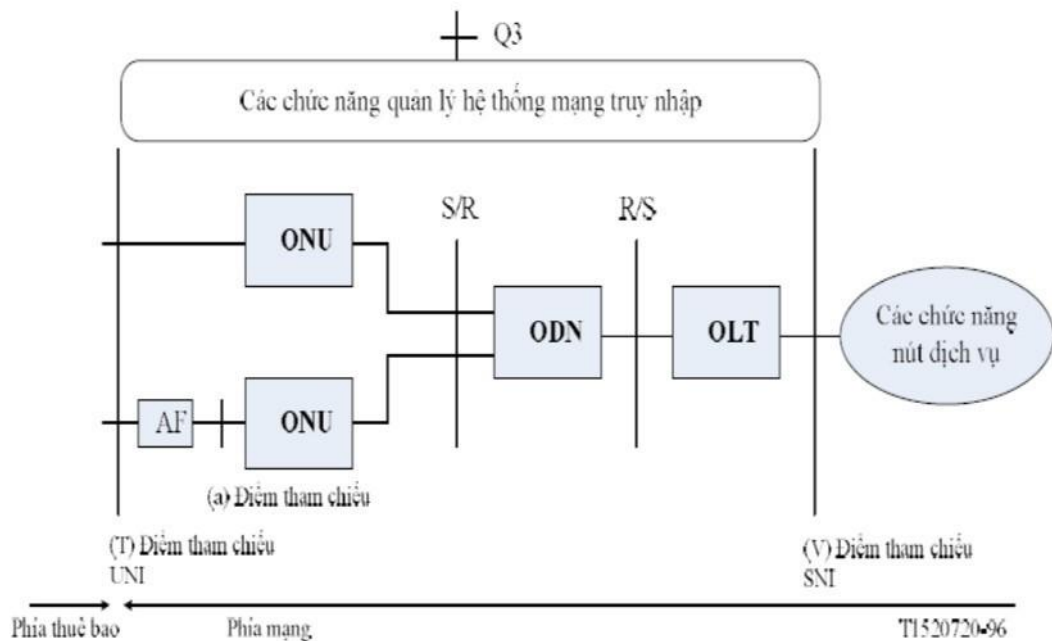 Q3
Các chức năng quản lý hệ thống mạng truy nhập
S/R
R/S
ONU
ODN
OLT
Các chức năng
nút dịch vụ
AF
ONU
(a) Điểm tham chiếu
(T) Điểm tham chiếu
UNI
(V) Điểm tham chiếu
SNI
Phía thuê bao
Phía mạng
T1520720-96